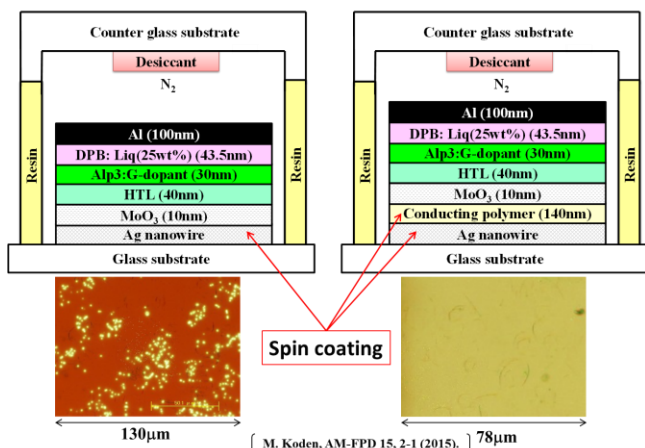 Counter glass substrate
Desiccant
N2
Resin
Resin
Al (100nm)
DPB: Liq(25wt%) (43.5nm)
Alp3:G-dopant (30nm)
HTL (40nm)
MoO3 (10nm)
Ag nanowire
Glass substrate
Counter glass substrate
Desiccant
N2
Resin
Resin
Al (100nm)
DPB: Liq(25wt%) (43.5nm)
Alp3:G-dopant (30nm)
HTL (40nm)
MoO3 (10nm)
Conducting polymer (140nm)
Ag nanowire
Glass substrate
Spin coating
130μm
78μm
M. Koden, AM-FPD 15, 2-1 (2015).